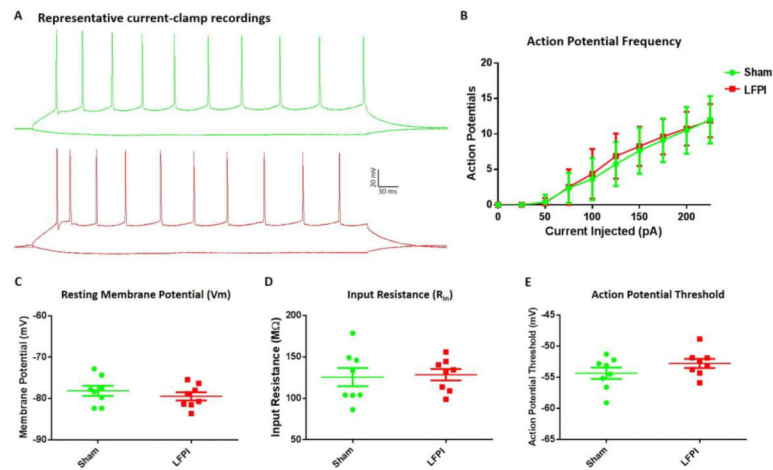 A
Representative current-clamp recordings
20 mV
30 ms
B
Action Potential Frequency
Action Potentials
20
15
10
5
0
0 50 100 150 200
Current Injected (pA)
Sham
LFPI
C
Resting Membrane Potential (Vm)
Membrane Potential (mV)
-60
-70
-80
-90
Sham LFPI
D
Input Resistance (Rin)
Input Resistance (MΩ)
200
150
100
50
Sham LFPI
E
Action Potential Threshold
Action Potential Threshold (mV)
-45
-50
-55
-60
-65
Sham LFPI